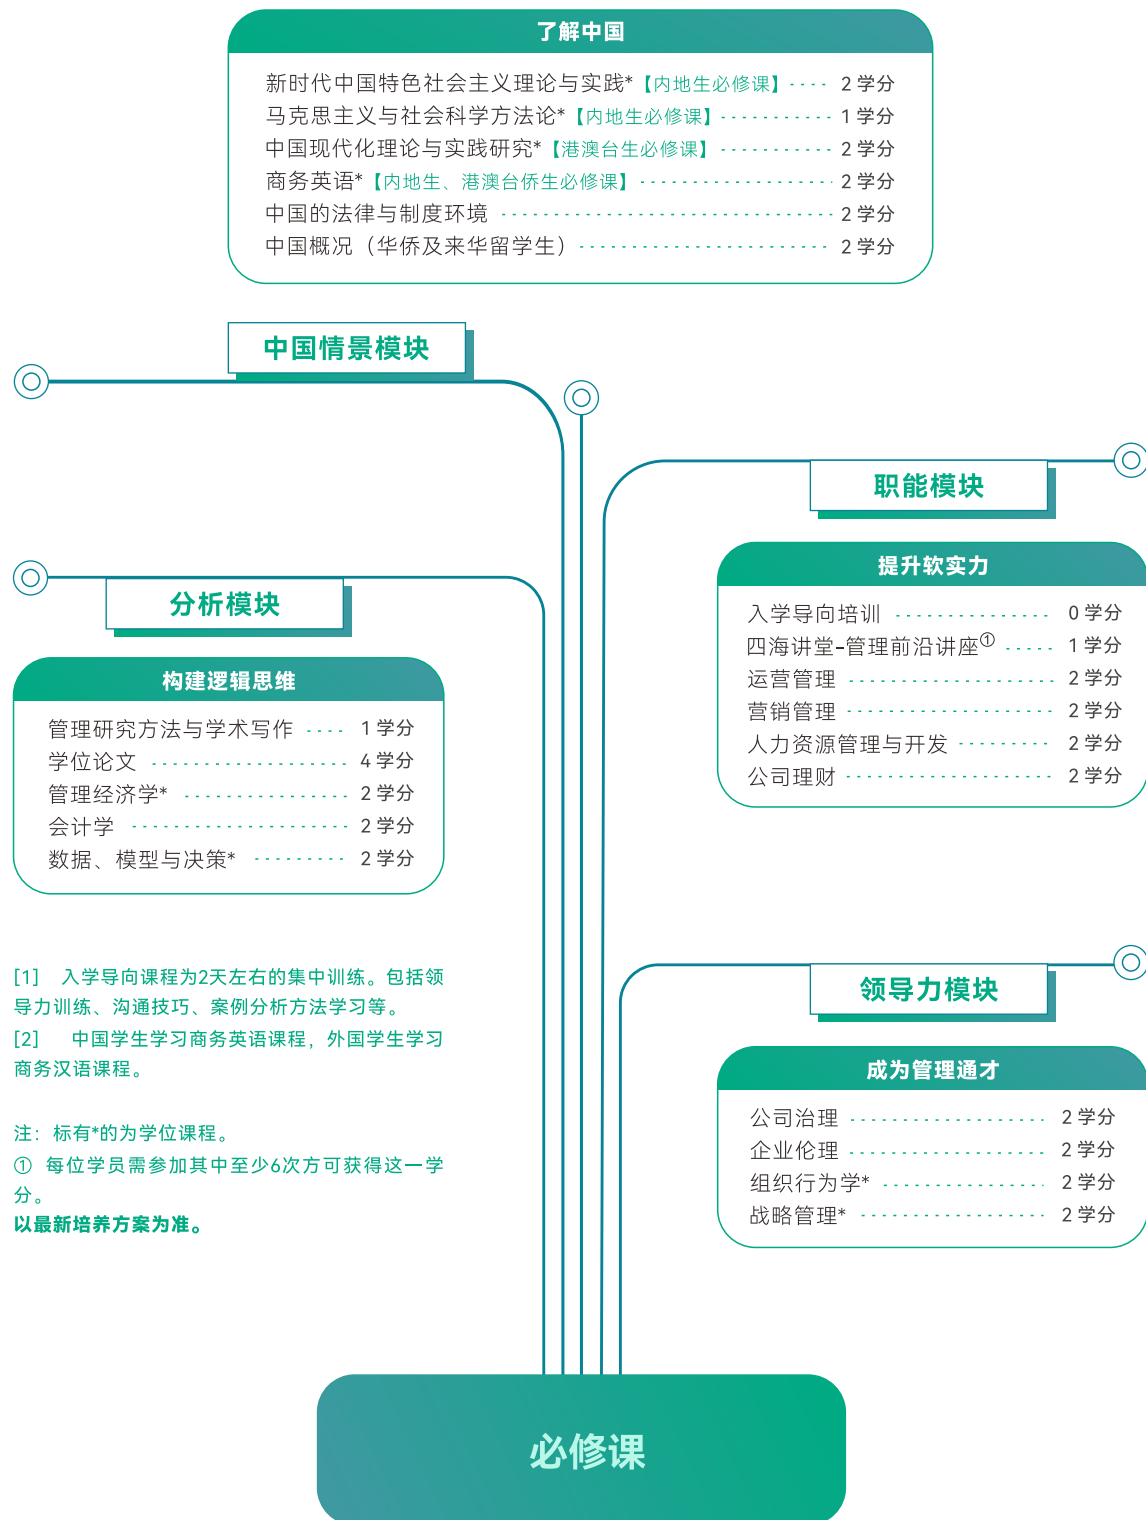 了解中国
新时代中国特色社会主义理论与实践*【内地生必修课】 2 学分
马克思主义与社会科学方法论*【内地生必修课】 1 学分
中国现代化理论与实践研究*【港澳台生必修课】 2 学分
商务英语*【内地生、港澳台侨生必修课】 2 学分
中国的法律与制度环境 2 学分
中国概况（华侨及来华留学生） 2 学分
中国情景模块
职能模块
提升软实力
入学导向培训 0 学分
四海讲堂-管理前沿讲座① 1 学分
运营管理 2 学分
营销管理 2 学分
人力资源管理与开发 2 学分
公司理财 2 学分
分析模块
构建逻辑思维
管理研究方法与学术写作 1 学分
学位论文 4 学分
管理经济学* 2 学分
会计学 2 学分
数据、模型与决策* 2 学分
[1] 入学导向课程为2天左右的集中训练。包括领
导力训练、沟通技巧、案例分析方法学习等。
[2] 中国学生学习商务英语课程，外国学生学习
商务汉语课程。
注：标有*的为学位课程。
① 每位学员需参加其中至少6次方可获得这一学
分。
以最新培养方案为准。
领导力模块
成为管理通才
公司治理 2 学分
企业伦理 2 学分
组织行为学* 2 学分
战略管理* 2 学分
必修课